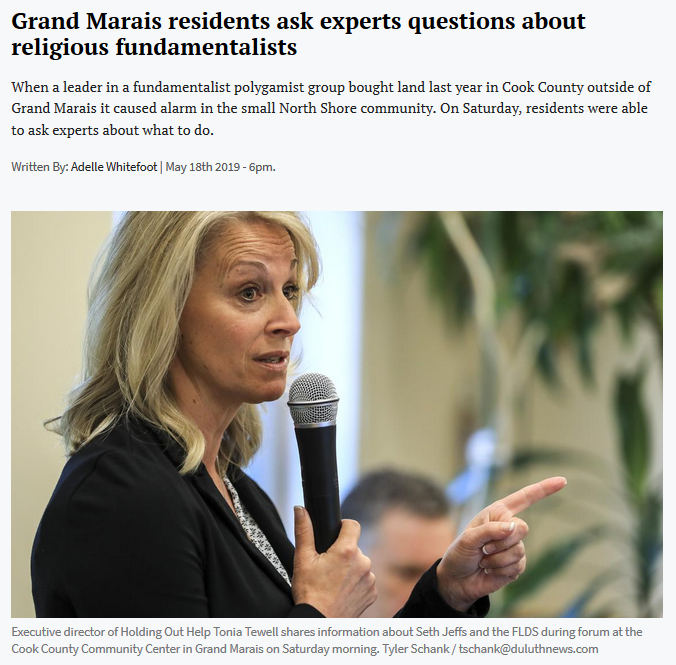 Grand Marais residents ask experts questions about
religious fundamentalists
When a leader in a fundamentalist polygamist group bought land last year in Cook County outside of
Grand Marais it caused alarm in the small North Shore community. On Saturday, residents were able
to ask experts about what to do.
Written By: Adelle Whitefoot | May 18th 2019 - 6pm.
Executive director of Holding Out Help Tonia Tewell shares information about Seth Jeffs and the FLDS during forum at the
Cook County Community Center in Grand Marais on Saturday morning. Tyler Schank / tschank@duluthnews.com